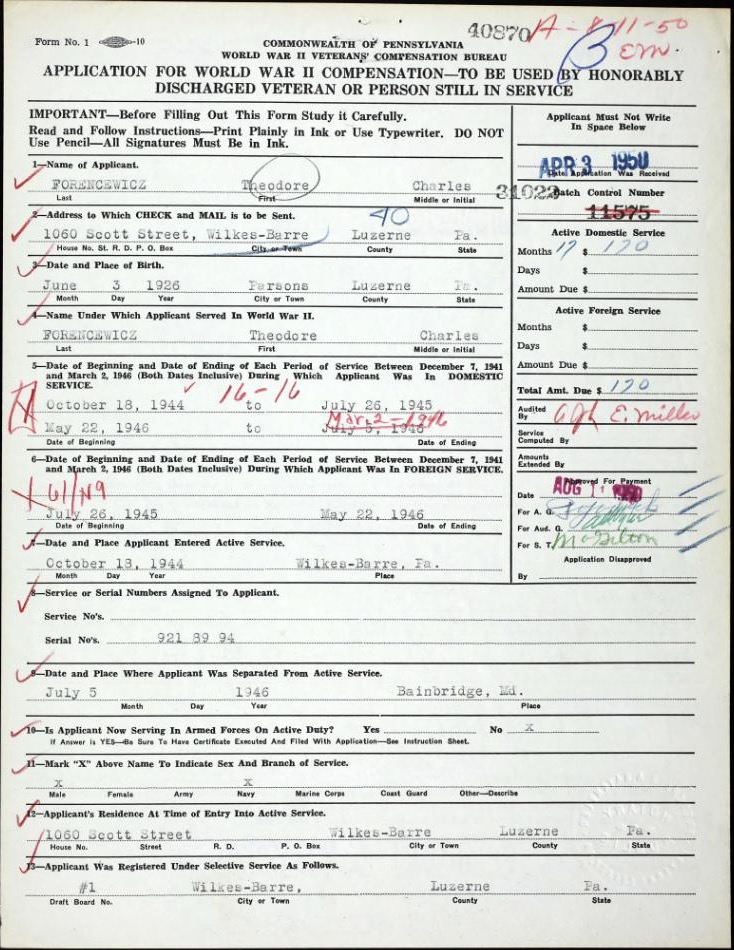 40870 A-8-11-50
B
Em.
Form No. 1 -10
COMMONWEALTH OF PENNSYLVANIA
WORLD WAR II VETERANS' COMPENSATION BUREAU
APPLICATION FOR WORLD WAR II COMPENSATION—TO BE USED BY HONORABLY
DISCHARGED VETERAN OR PERSON STILL IN SERVICE
IMPORTANT—Before Filling Out This Form Study it Carefully.
Read and Follow Instructions—Print Plainly in Ink or Use Typewriter. DO NOT
Use Pencil—All Signatures Must Be in Ink.
1—Name of Applicant.
FORENCEWICZ Theodore Charles
Last First Middle or Initial
2—Address to Which CHECK and MAIL is to be Sent. 40
1060 Scott Street, Wilkes-Barre Luzerne Pa.
House No. St. R. D. P. O. Box City or Town County State
3—Date and Place of Birth.
June 3 1926 Parsons Luzerne Pa.
Month Day Year City or Town County State
4—Name Under Which Applicant Served In World War II.
FORENCEWICZ Theodore Charles
Last First Middle or Initial
5—Date of Beginning and Date of Ending of Each Period of Service Between December 7, 1941
and March 2, 1946 (Both Dates Inclusive) During Which Applicant Was In DOMESTIC
SERVICE.
16-16
October 18, 1944 to July 26, 1945
Mar. 2-1946
May 22, 1946 to July 5, 1946
Date of Beginning Date of Ending
6—Date of Beginning and Date of Ending of Each Period of Service Between December 7, 1941
and March 2, 1946 (Both Dates Inclusive) During Which Applicant Was In FOREIGN SERVICE.
July 26, 1945 May 22, 1946
Date of Beginning Date of Ending
7—Date and Place Applicant Entered Active Service.
October 18, 1944 Wilkes-Barre, Pa.
Month Day Year Place
8—Service or Serial Numbers Assigned To Applicant.
Service No's.
Serial No's. 921 89 94
9—Date and Place Where Applicant Was Separated From Active Service.
July 5 1946 Bainbridge, Md.
Month Day Year Place
10—Is Applicant Now Serving In Armed Forces On Active Duty? Yes No X
If Answer is YES—Be Sure To Have Certificate Executed And Filed With Application—See Instruction Sheet.
11—Mark "X" Above Name To Indicate Sex and Branch of Service.
X X
Male Female Army Navy Marine Corps Coast Guard Other—Describe
12—Applicant's Residence At Time of Entry Into Active Service.
1060 Scott Street Wilkes-Barre Luzerne Pa.
House No. Street R. D. P. O. Box City or Town County State
13—Applicant Was Registered Under Selective Service As Follows.
#1 Wilkes-Barre, Luzerne Pa.
Draft Board No. City or Town County State
Applicant Must Not Write
In Space Below
APR 3 1950
Date Application Was Received
31022 Batch Control Number
11575
Active Domestic Service
Months 17 $ 170
Days $
Amount Due $
Active Foreign Service
Months $
Days $
Amount Due $
Total Amt. Due $ 170
Audited
By E. Miller
Service
Computed By
Amounts
Extended By
Approved For Payment
Date AUG 11 1950
For A. G.
For Aud. G.
For S. T.
Application Disapproved
By